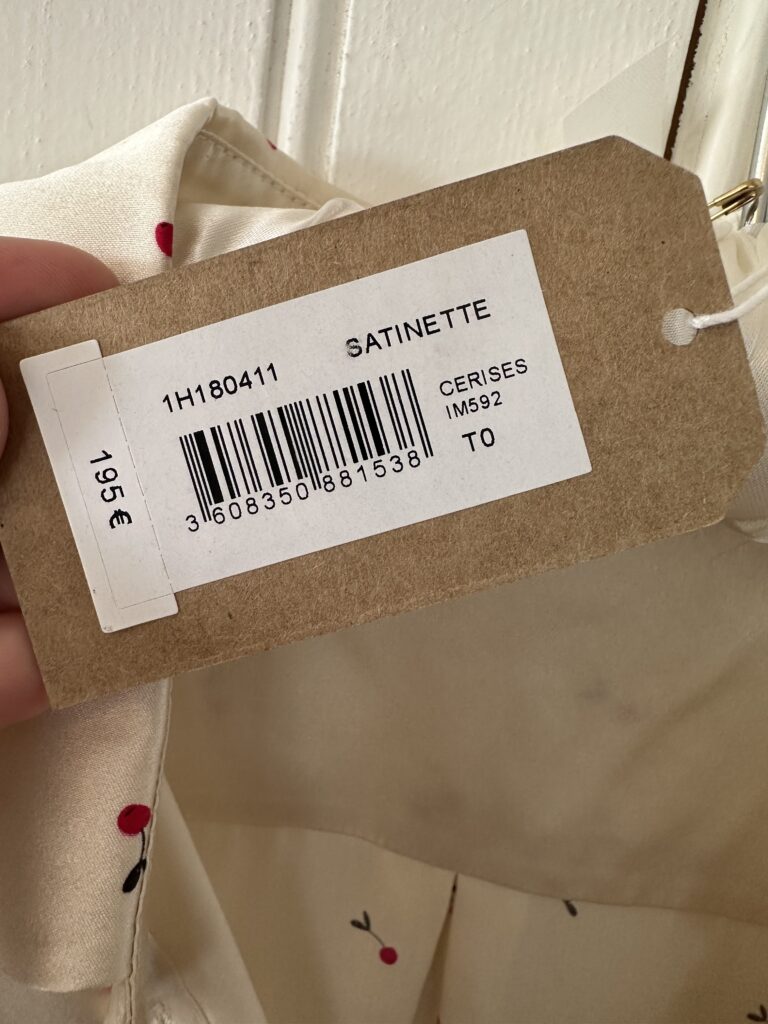 SATINETTE
1H180411
CERISES
IM592
T0
3 608350 881538
195€